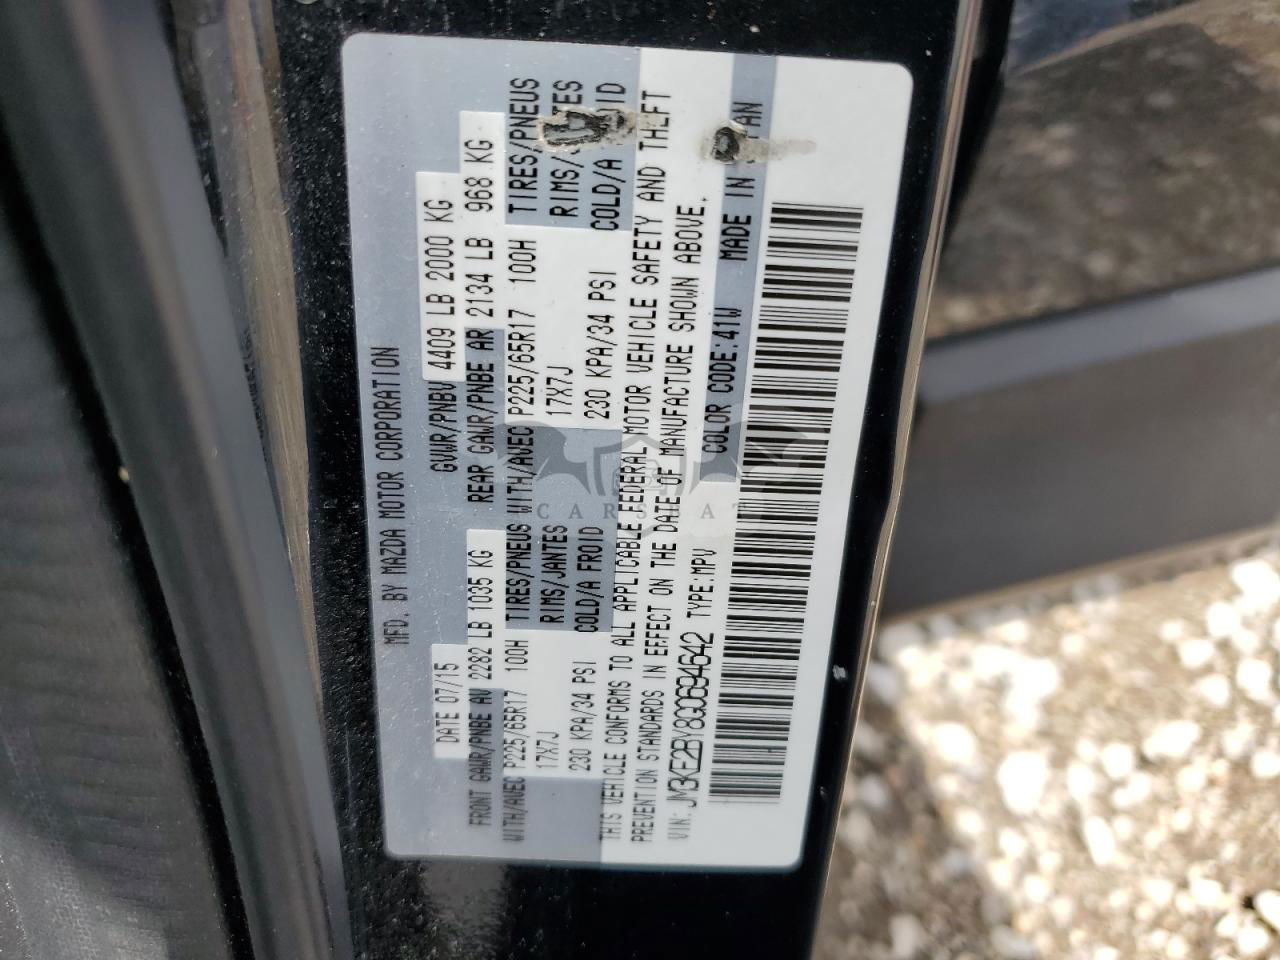 MFD. BY MAZDA MOTOR CORPORATION
DATE 07/15 GVWR/PNBV 4409 LB 2000 KG
FRONT GAWR/PNBE AV 2282 LB 1035 KG REAR GAWR/PNBE AR 2134 LB 968 KG
WITH/AVEC P225/65R17 100H TIRES/PNEUS WITH/AVEC P225/65R17 100H TIRES/PNEUS
17X7J RIMS/JANTES 17X7J
230 KPA/34 PSI COLD/A FROID 230 KPA/34 PSI
THIS VEHICLE CONFORMS TO ALL APPLICABLE FEDERAL MOTOR VEHICLE SAFETY AND THEFT
PREVENTION STANDARDS IN EFFECT ON THE DATE OF MANUFACTURE SHOWN ABOVE.
VIN: JM3KE2BY8G0694642 TYPE:MPV COLOR CODE:41W MADE IN